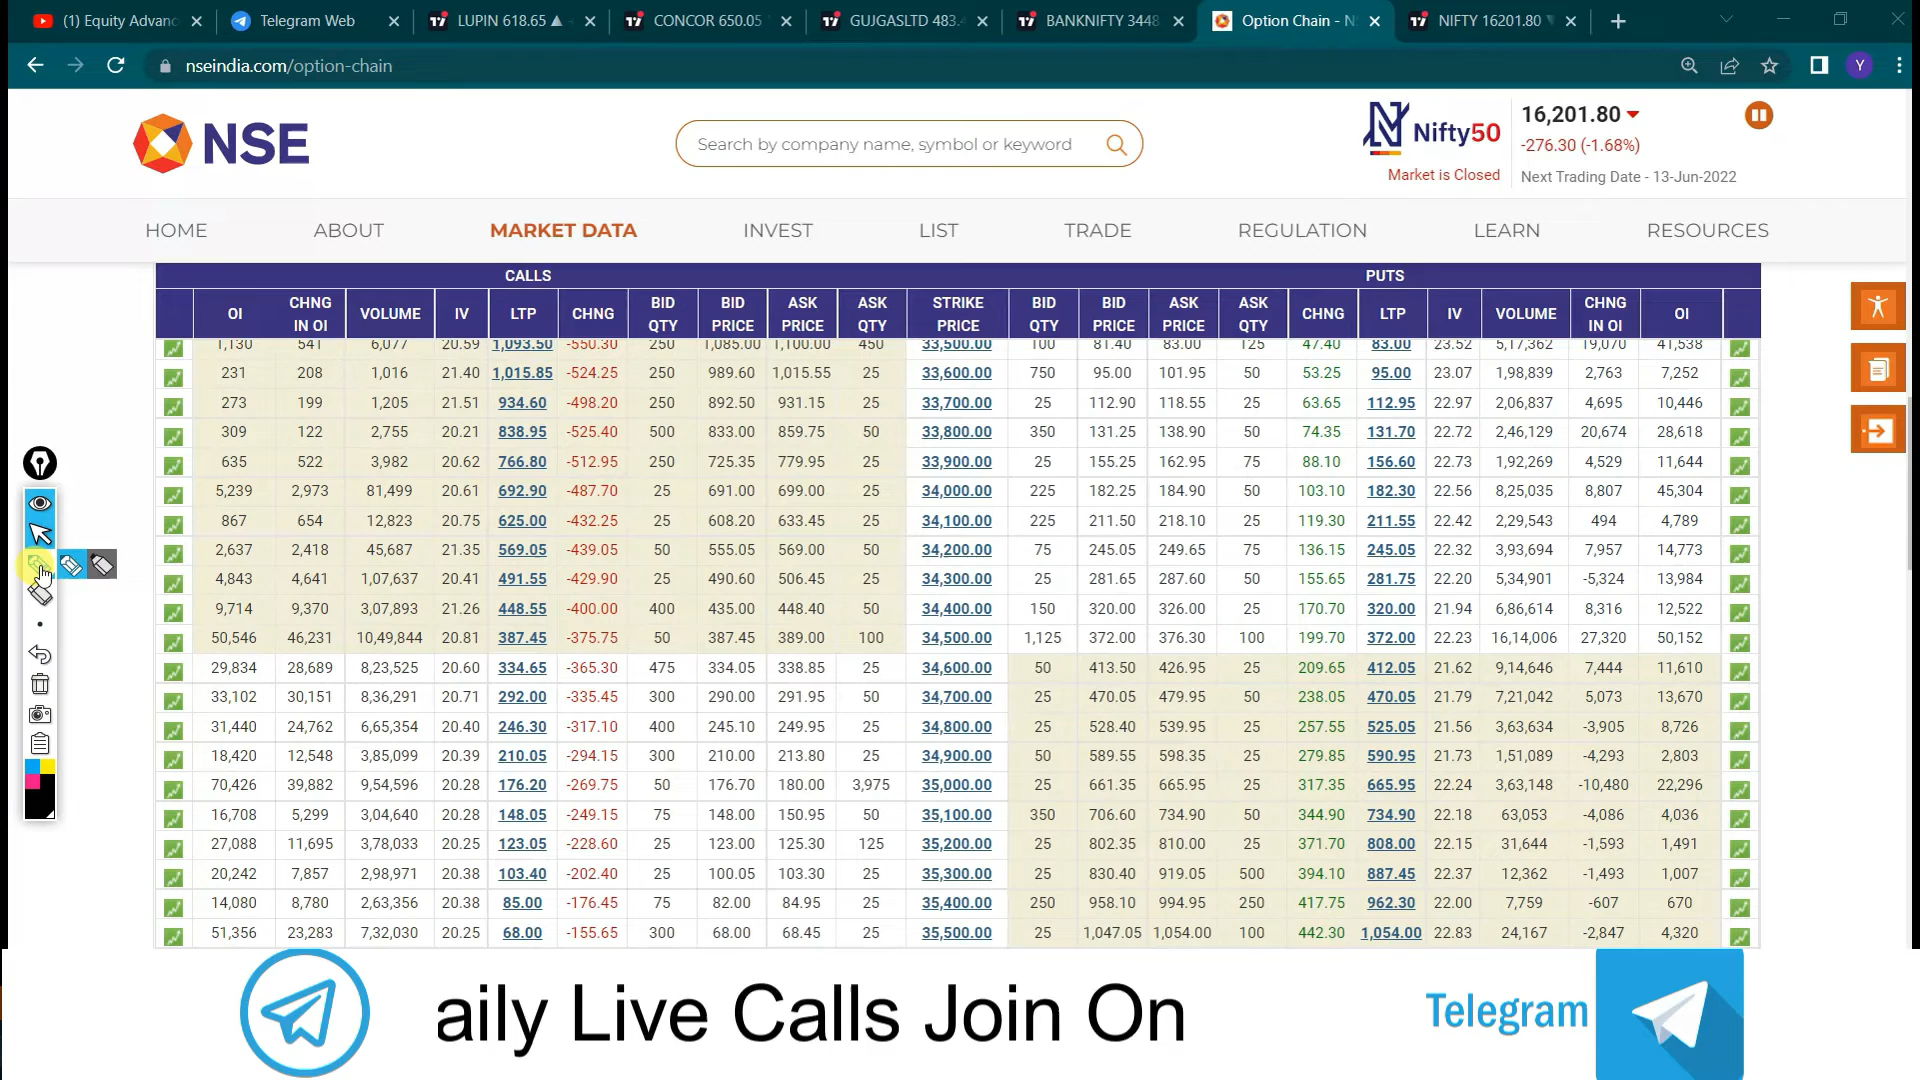 (1) Equity Advanc
Telegram Web
LUPIN 618.65 ▲
CONCOR 650.05
GUJGASLTD 483.
BANKNIFTY 3448
Option Chain - N
NIFTY 16201.80 ▼
nseindia.com/option-chain
Y
NSE
Search by company name, symbol or keyword
Nifty50
16,201.80
-276.30 (-1.68%)
Market is Closed
Next Trading Date - 13-Jun-2022
HOME ABOUT MARKET DATA INVEST LIST TRADE REGULATION LEARN RESOURCES
CALLS PUTS
OI CHNG IN OI VOLUME IV LTP CHNG BID QTY BID PRICE ASK PRICE ASK QTY STRIKE PRICE BID QTY BID PRICE ASK PRICE ASK QTY CHNG LTP IV VOLUME CHNG IN OI OI
1,130 541 6,077 20.59 1,093.50 -550.30 250 1,085.00 1,100.00 450 33,500.00 100 81.40 83.00 125 47.40 83.00 23.52 5,17,362 19,070 41,538
231 208 1,016 21.40 1,015.85 -524.25 250 989.60 1,015.55 25 33,600.00 750 95.00 101.95 50 53.25 95.00 23.07 1,98,839 2,763 7,252
273 199 1,205 21.51 934.60 -498.20 250 892.50 931.15 25 33,700.00 25 112.90 118.55 25 63.65 112.95 22.97 2,06,837 4,695 10,446
309 122 2,755 20.21 838.95 -525.40 500 833.00 859.75 50 33,800.00 350 131.25 138.90 50 74.35 131.70 22.72 2,46,129 20,674 28,618
635 522 3,982 20.62 766.80 -512.95 250 725.35 779.95 25 33,900.00 25 155.25 162.95 75 88.10 156.60 22.73 1,92,269 4,529 11,644
5,239 2,973 81,499 20.61 692.90 -487.70 25 691.00 699.00 25 34,000.00 225 182.25 184.90 50 103.10 182.30 22.56 8,25,035 8,807 45,304
867 654 12,823 20.75 625.00 -432.25 25 608.20 633.45 25 34,100.00 225 211.50 218.10 25 119.30 211.55 22.42 2,29,543 494 4,789
2,637 2,418 45,687 21.35 569.05 -439.05 50 555.05 569.00 50 34,200.00 75 245.05 249.65 75 136.15 245.05 22.32 3,93,694 7,957 14,773
4,843 4,641 1,07,637 20.41 491.55 -429.90 25 490.60 506.45 25 34,300.00 25 281.65 287.60 50 155.65 281.75 22.20 5,34,901 -5,324 13,984
9,714 9,370 3,07,893 21.26 448.55 -400.00 400 435.00 448.40 50 34,400.00 150 320.00 326.00 25 170.70 320.00 21.94 6,86,614 8,316 12,522
50,546 46,231 10,49,844 20.81 387.45 -375.75 50 387.45 389.00 100 34,500.00 1,125 372.00 376.30 100 199.70 372.00 22.23 16,14,006 27,320 50,152
29,834 28,689 8,23,525 20.60 334.65 -365.30 475 334.05 338.85 25 34,600.00 50 413.50 426.95 25 209.65 412.05 21.62 9,14,646 7,444 11,610
33,102 30,151 8,36,291 20.71 292.00 -335.45 300 290.00 291.95 50 34,700.00 25 470.05 479.95 50 238.05 470.05 21.79 7,21,042 5,073 13,670
31,440 24,762 6,65,354 20.40 246.30 -317.10 400 245.10 249.95 25 34,800.00 25 528.40 539.95 25 257.55 525.05 21.56 3,63,634 -3,905 8,726
18,420 12,548 3,85,099 20.39 210.05 -294.15 300 210.00 213.80 25 34,900.00 50 589.55 598.35 25 279.85 590.95 21.73 1,51,089 -4,293 2,803
70,426 39,882 9,54,596 20.28 176.20 -269.75 50 176.70 180.00 3,975 35,000.00 25 661.35 665.95 25 317.35 665.95 22.24 3,63,148 -10,480 22,296
16,708 5,299 3,04,640 20.28 148.05 -249.15 75 148.00 150.95 50 35,100.00 350 706.60 734.90 50 344.90 734.90 22.18 63,053 -4,086 4,036
27,088 11,695 3,78,033 20.25 123.05 -228.60 25 123.00 125.30 125 35,200.00 25 802.35 810.00 25 371.70 808.00 22.15 31,644 -1,593 1,491
20,242 7,857 2,98,971 20.38 103.40 -202.40 25 100.05 103.30 25 35,300.00 25 830.40 919.05 500 394.10 887.45 22.37 12,362 -1,493 1,007
14,080 8,780 2,63,356 20.38 85.00 -176.45 75 82.00 84.95 25 35,400.00 250 958.10 994.95 250 417.75 962.30 22.00 7,759 -607 670
51,356 23,283 7,32,030 20.25 68.00 -155.65 300 68.00 68.45 25 35,500.00 25 1,047.05 1,054.00 100 442.30 1,054.00 22.83 24,167 -2,847 4,320
aily Live Calls Join On
Telegram